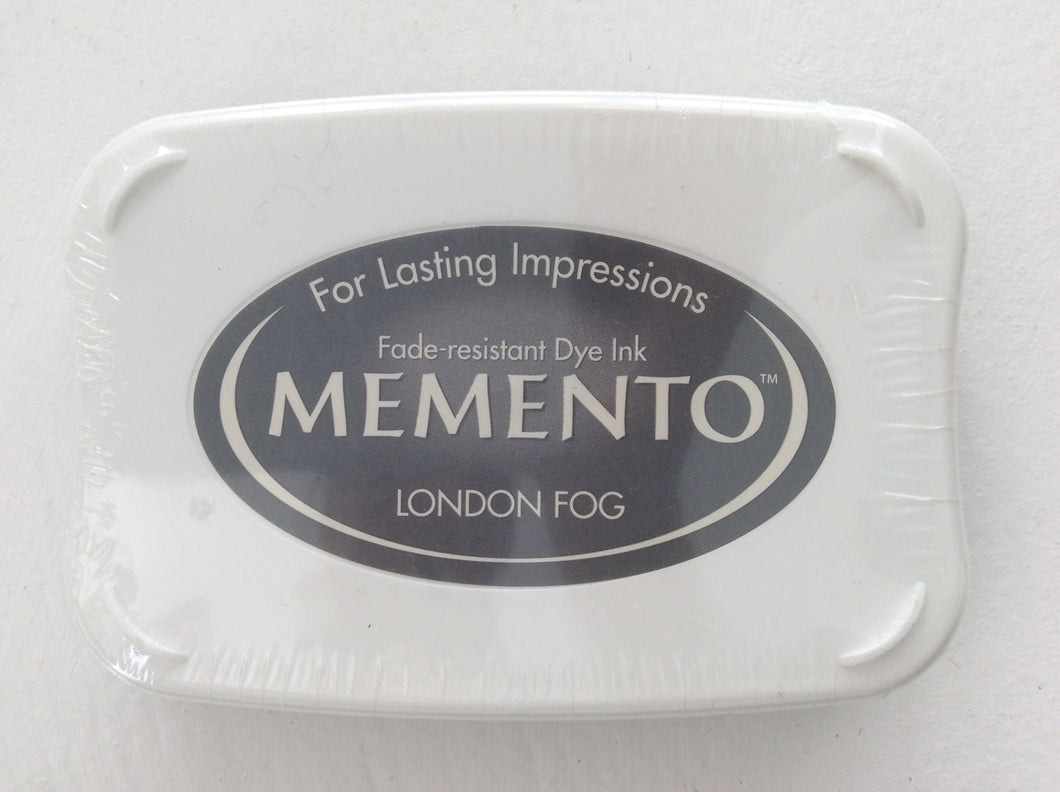 For Lasting Impressions
Fade-resistant Dye Ink
MEMENTO™
LONDON FOG